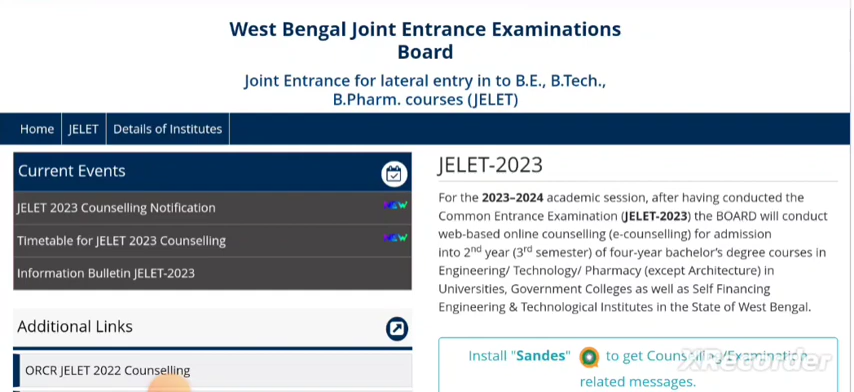 West Bengal Joint Entrance Examinations
Board
Joint Entrance for lateral entry in to B.E., B.Tech.,
B.Pharm. courses (JELET)
Home JELET Details of Institutes
Current Events
JELET 2023 Counselling Notification
Timetable for JELET 2023 Counselling
Information Bulletin JELET-2023
Additional Links
ORCR JELET 2022 Counselling
JELET-2023
For the 2023–2024 academic session, after having conducted the
Common Entrance Examination (JELET-2023) the BOARD will conduct
web-based online counselling (e-counselling) for admission
into 2nd year (3rd semester) of four-year bachelor's degree courses in
Engineering/ Technology/ Pharmacy (except Architecture) in
Universities, Government Colleges as well as Self Financing
Engineering & Technological Institutes in the State of West Bengal.
Install "Sandes" to get Counselling/Examination
related messages.
XRecorder